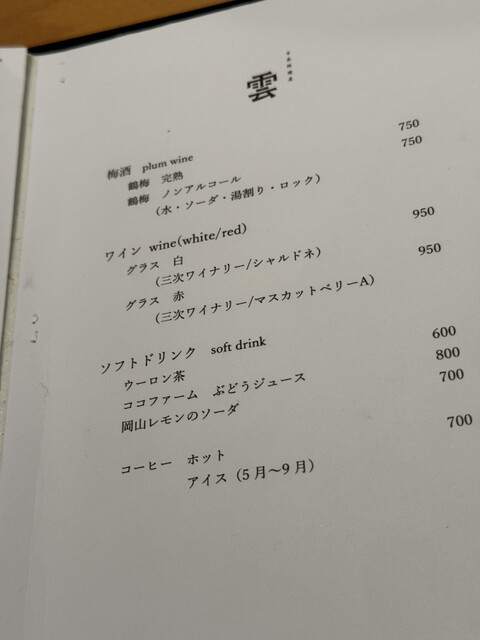 雲
梅酒 plum wine
鶴梅 完熟 750
鶴梅 ノンアルコール 750
(水・ソーダ・湯割り・ロック)
ワイン wine(white/red)
グラス 白 950
(三次ワイナリー/シャルドネ)
グラス 赤 950
(三次ワイナリー/マスカットベリーA)
ソフトドリンク soft drink
ウーロン茶 600
ココファーム ぶどうジュース 800
岡山レモンのソーダ 700
コーヒー ホット 700
アイス(5月〜9月)